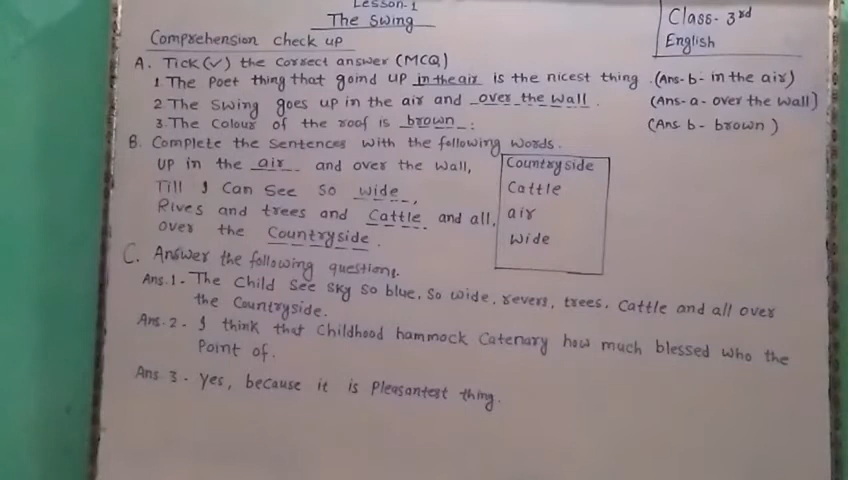 Lesson-1
The Swing
Class- 3rd
English
Comprehension check up
A. Tick (✓) the correct answer (MCQ)
1. The Poet thing that goind up in the air is the nicest thing. (Ans-b- in the air)
2. The swing goes up in the air and over the wall. (Ans-a- over the wall)
3. The Colour of the roof is brown. (Ans. b- brown)
B. Complete the sentences with the following words.
up in the air and over the wall,
Till I Can See So wide,
Rives and trees and Cattle and all,
over the Countryside.
Countryside
Cattle
air
wide
C. Answer the following questions.
Ans.1- The Child See Sky So blue, So wide, revers, trees. Cattle and all over
the Countryside.
Ans.2- I think that Childhood hammock Catenary how much blessed who the
Point of.
Ans.3- Yes, because it is Pleasantest thing.